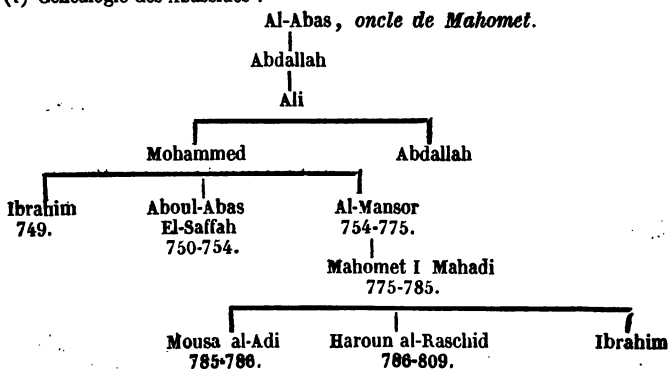 (1) Généalogie des Abassides :
Al-Abas, oncle de Mahomet.
Abdallah
Ali
Mohammed Abdallah
Ibrahim Aboul-Abas Al-Mansor
749. El-Saffah 754-775.
750-754.
Mahomet I Mahadi
775-785.
Mousa al-Adi Haroun al-Raschid Ibrahim
785-786. 786-809.